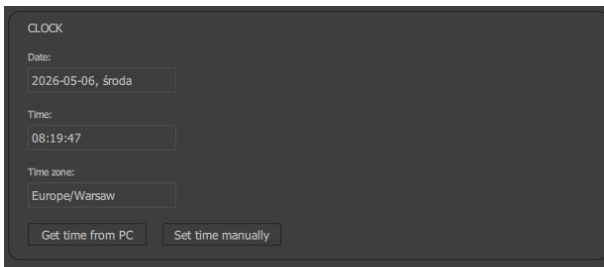 CLOCK
Date:
2026-05-06, środa
Time:
08:19:47
Time zone:
Europe/Warsaw
Get time from PC
Set time manually